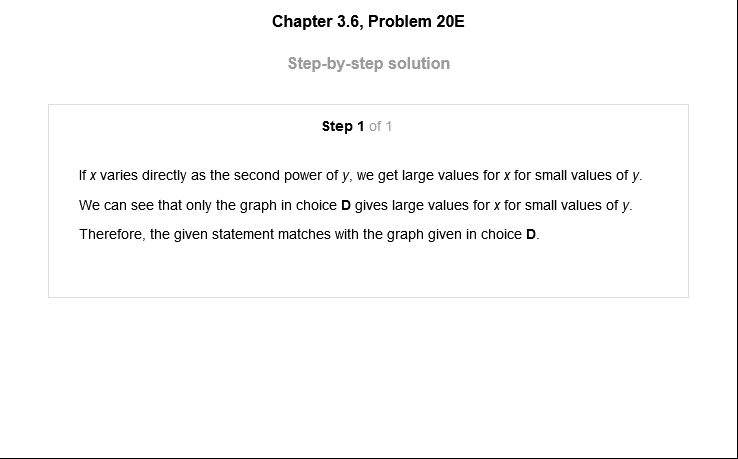 Chapter 3.6, Problem 20E
Step-by-step solution
Step 1 of 1
If x varies directly as the second power of y, we get large values for x for small values of y.
We can see that only the graph in choice D gives large values for x for small values of y.
Therefore, the given statement matches with the graph given in choice D.